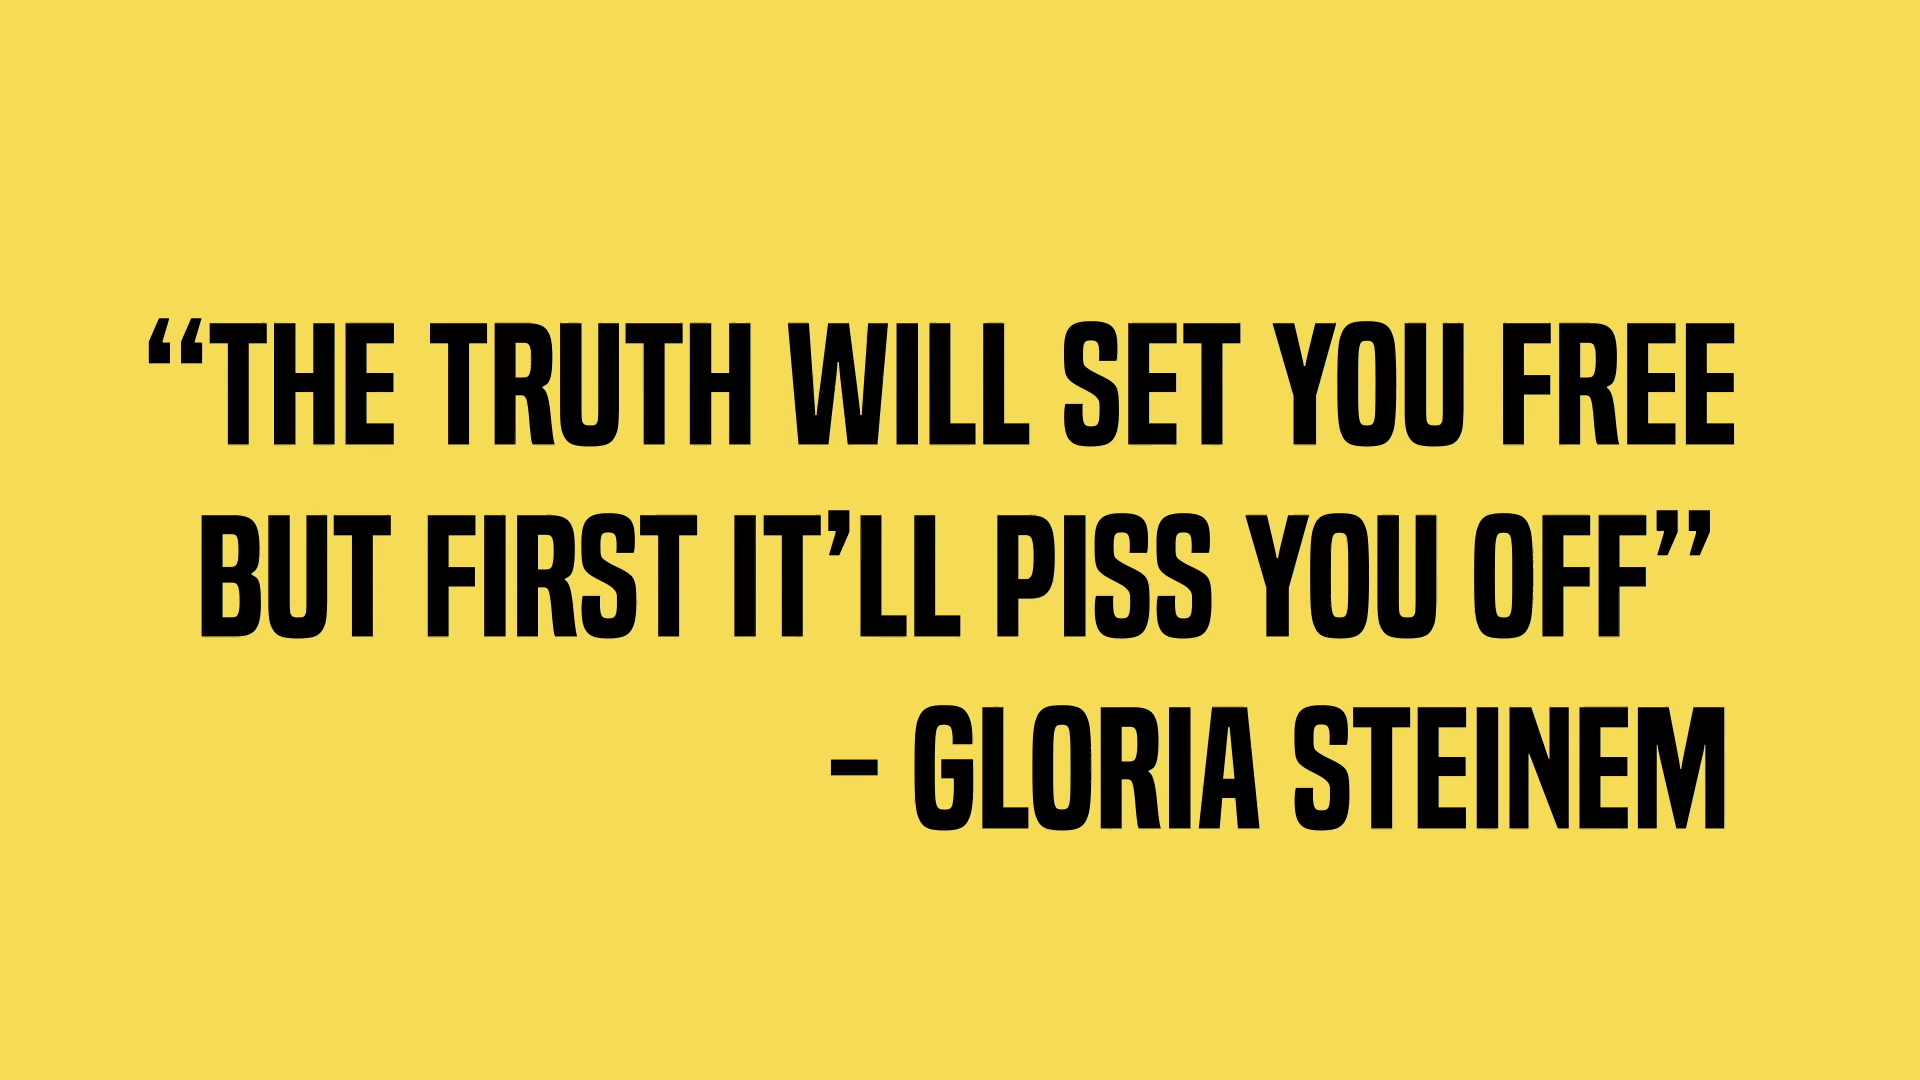 “THE TRUTH WILL SET YOU FREE
BUT FIRST IT’LL PISS YOU OFF”
– GLORIA STEINEM